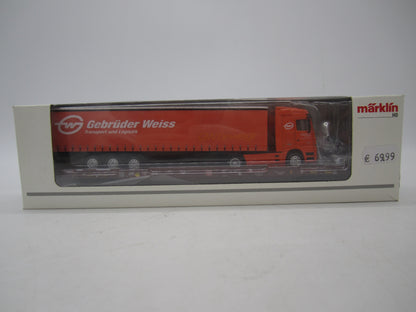 Gebrüder Weiss
Transport und Logistik
märklin
H0
€ 69,99